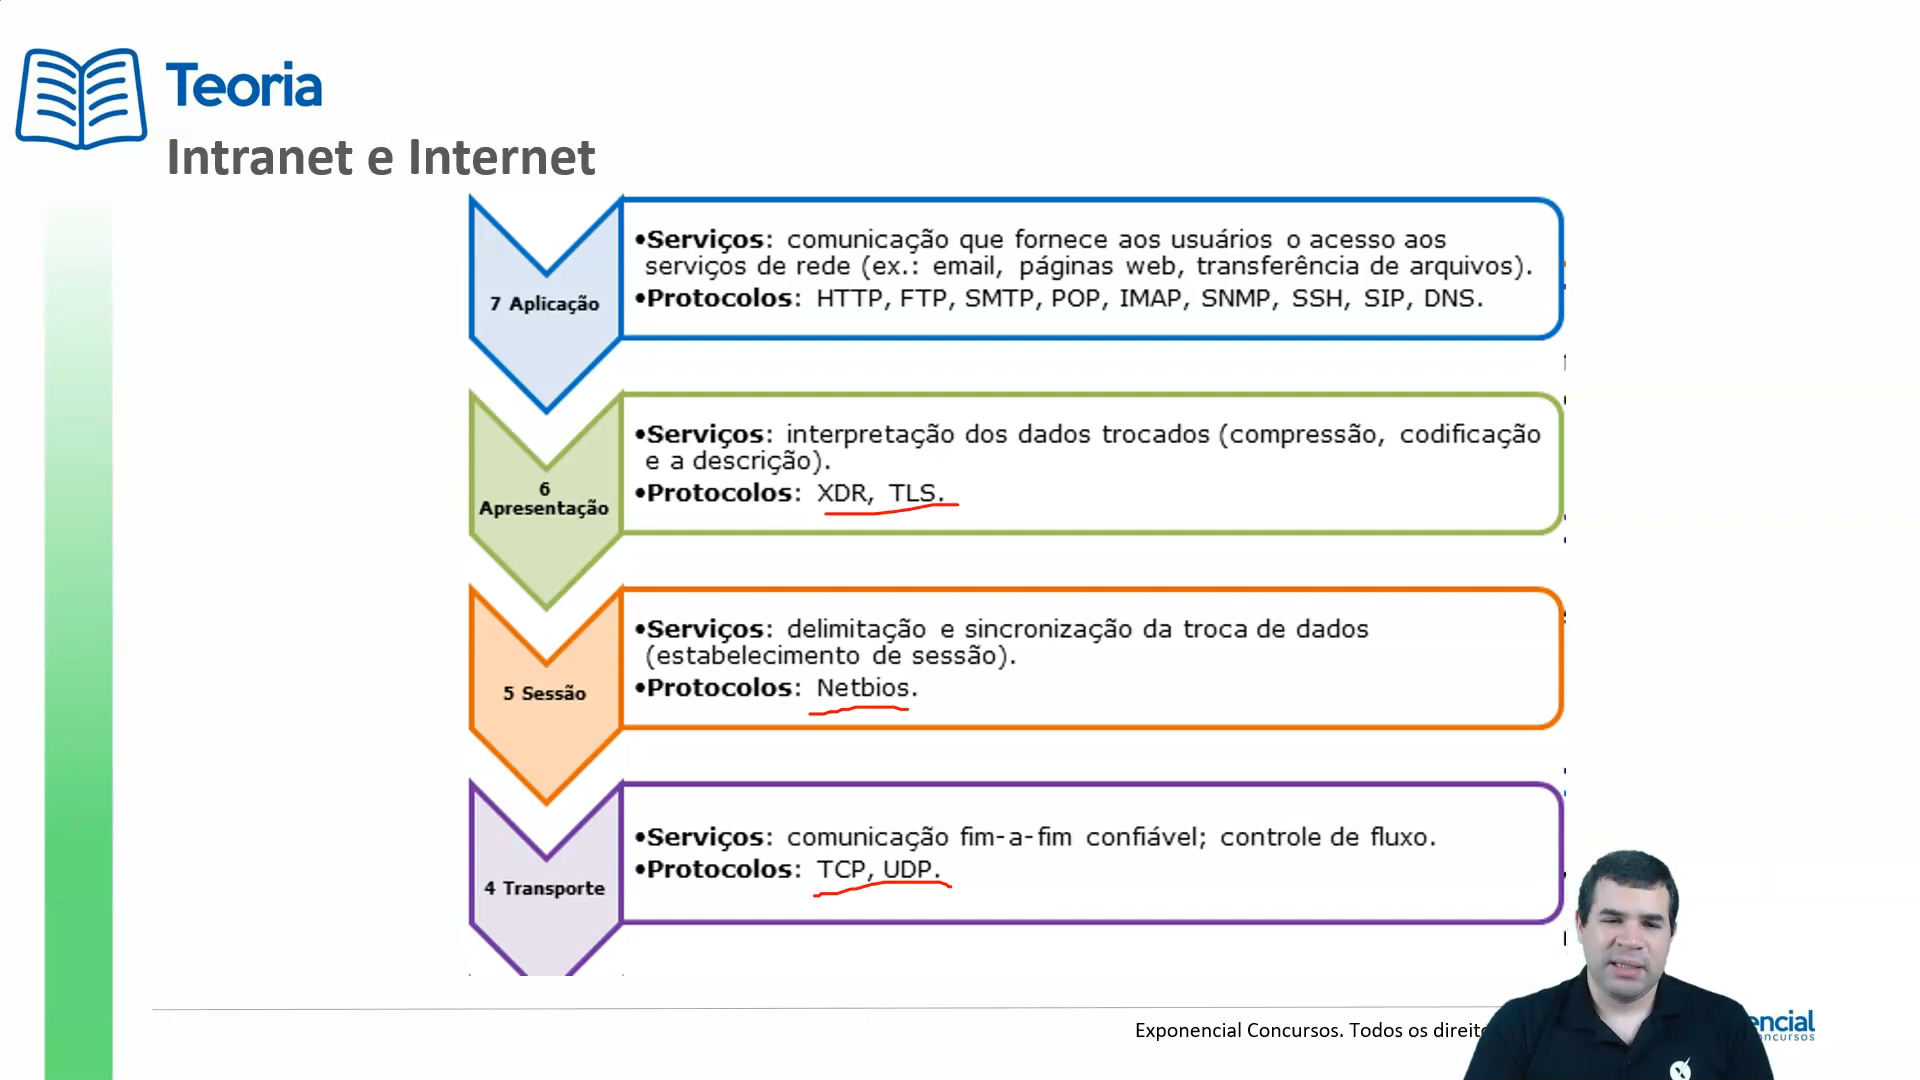 Teoria
Intranet e Internet
7 Aplicação
•Serviços: comunicação que fornece aos usuários o acesso aos
serviços de rede (ex.: email, páginas web, transferência de arquivos).
•Protocolos: HTTP, FTP, SMTP, POP, IMAP, SNMP, SSH, SIP, DNS.
6
Apresentação
•Serviços: interpretação dos dados trocados (compressão, codificação
e a descrição).
•Protocolos: XDR, TLS.
5 Sessão
•Serviços: delimitação e sincronização da troca de dados
(estabelecimento de sessão).
•Protocolos: Netbios.
4 Transporte
•Serviços: comunicação fim-a-fim confiável; controle de fluxo.
•Protocolos: TCP, UDP.
Exponencial Concursos. Todos os